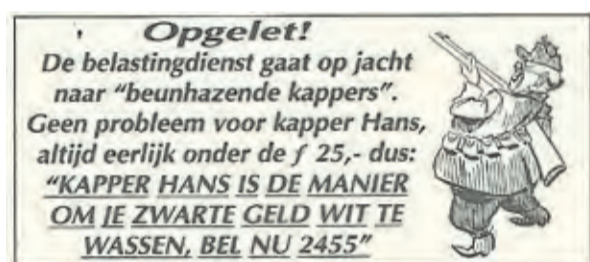 Opgelet!
De belastingdienst gaat op jacht
naar "beunhazende kappers".
Geen probleem voor kapper Hans,
altijd eerlijk onder de ƒ 25,- dus:
"KAPPER HANS IS DE MANIER
OM JE ZWARTE GELD WIT TE
WASSEN, BEL NU 2455"